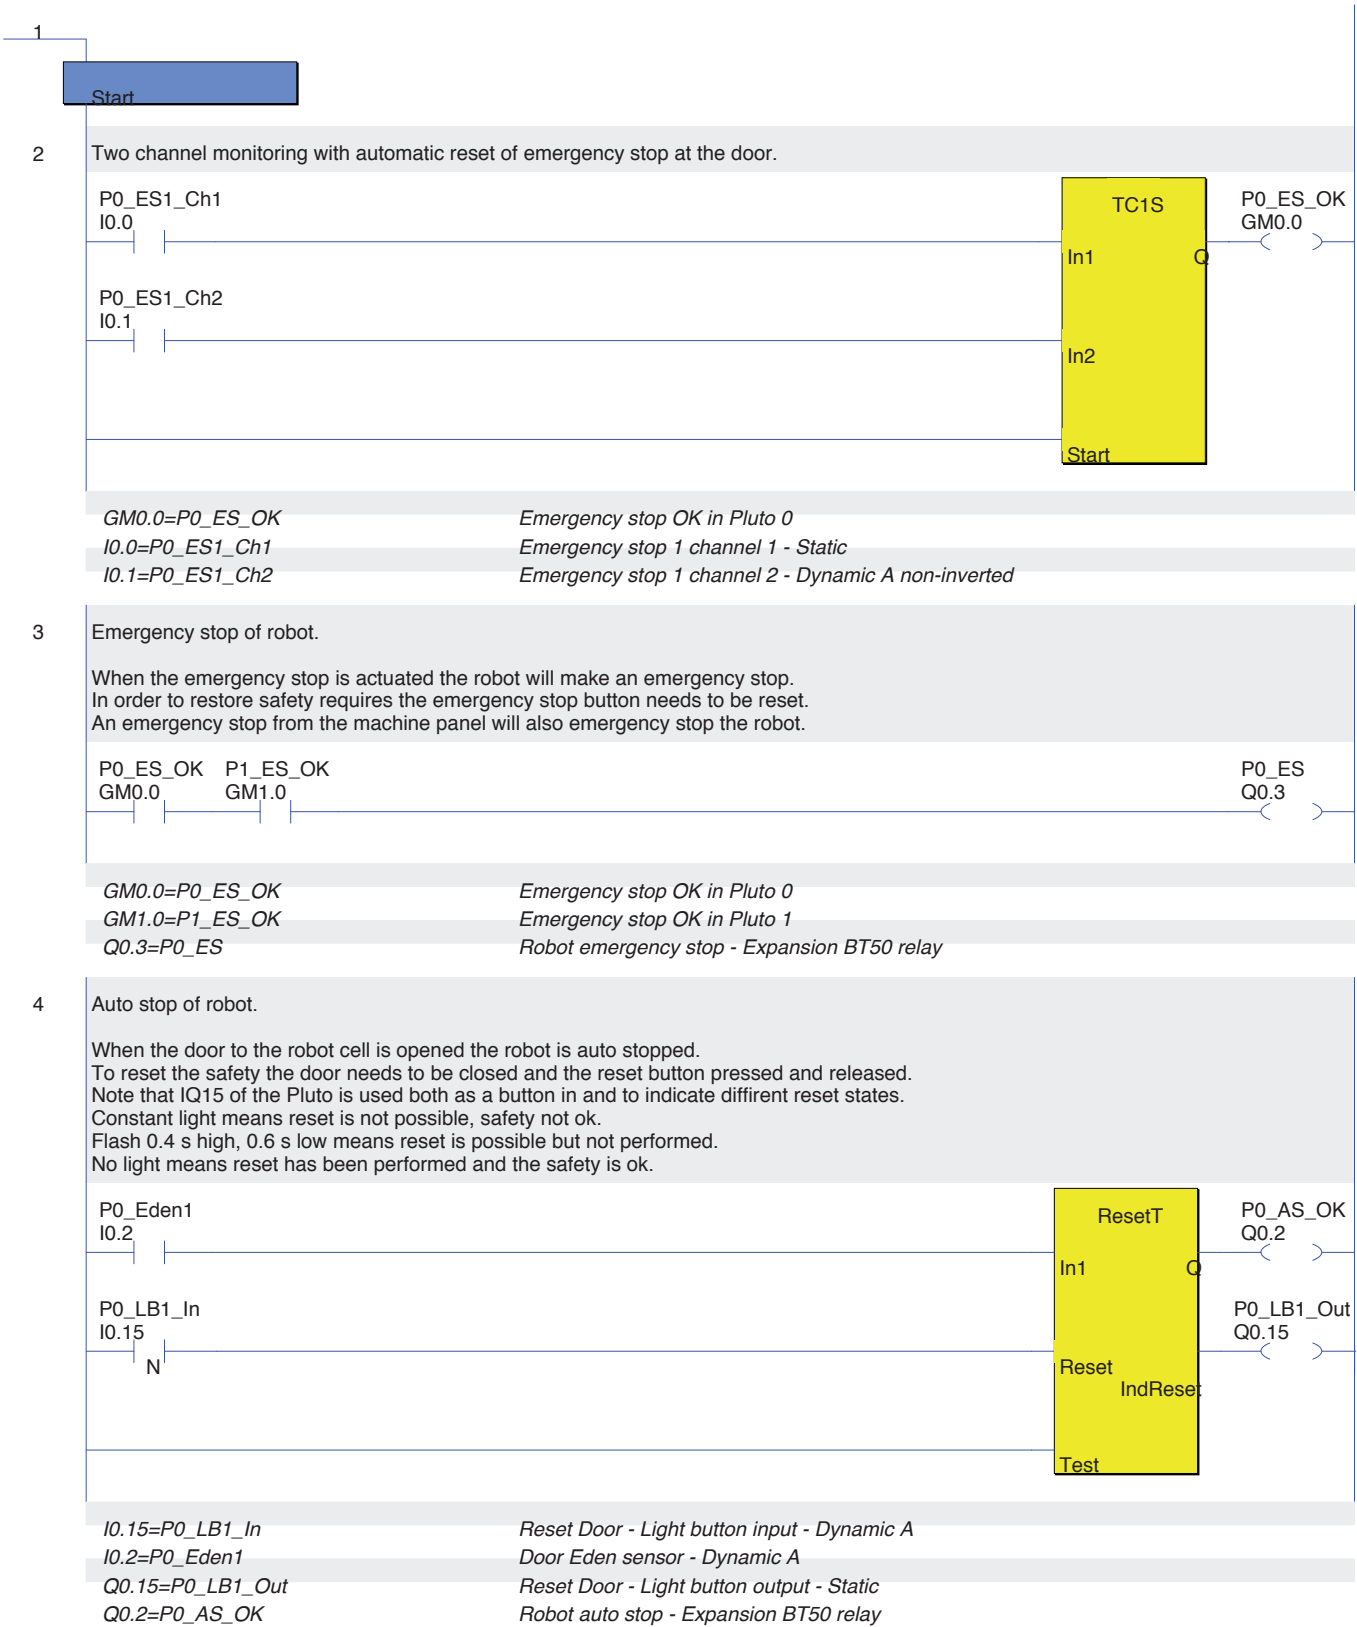 1
Start
2 Two channel monitoring with automatic reset of emergency stop at the door.
P0_ES1_Ch1
I0.0
TC1S
P0_ES_OK
GM0.0
In1 Q
P0_ES1_Ch2
I0.1
In2
Start
GM0.0=P0_ES_OK Emergency stop OK in Pluto 0
I0.0=P0_ES1_Ch1 Emergency stop 1 channel 1 - Static
I0.1=P0_ES1_Ch2 Emergency stop 1 channel 2 - Dynamic A non-inverted
3 Emergency stop of robot.
When the emergency stop is actuated the robot will make an emergency stop.
In order to restore safety requires the emergency stop button needs to be reset.
An emergency stop from the machine panel will also emergency stop the robot.
P0_ES_OK P1_ES_OK P0_ES
GM0.0 GM1.0 Q0.3
GM0.0=P0_ES_OK Emergency stop OK in Pluto 0
GM1.0=P1_ES_OK Emergency stop OK in Pluto 1
Q0.3=P0_ES Robot emergency stop - Expansion BT50 relay
4 Auto stop of robot.
When the door to the robot cell is opened the robot is auto stopped.
To reset the safety the door needs to be closed and the reset button pressed and released.
Note that IQ15 of the Pluto is used both as a button in and to indicate diffirent reset states.
Constant light means reset is not possible, safety not ok.
Flash 0.4 s high, 0.6 s low means reset is possible but not performed.
No light means reset has been performed and the safety is ok.
P0_Eden1
I0.2
ResetT
P0_AS_OK
Q0.2
In1 Q
P0_LB1_In
I0.15
N
P0_LB1_Out
Q0.15
Reset
IndReset
Test
I0.15=P0_LB1_In Reset Door - Light button input - Dynamic A
I0.2=P0_Eden1 Door Eden sensor - Dynamic A
Q0.15=P0_LB1_Out Reset Door - Light button output - Static
Q0.2=P0_AS_OK Robot auto stop - Expansion BT50 relay